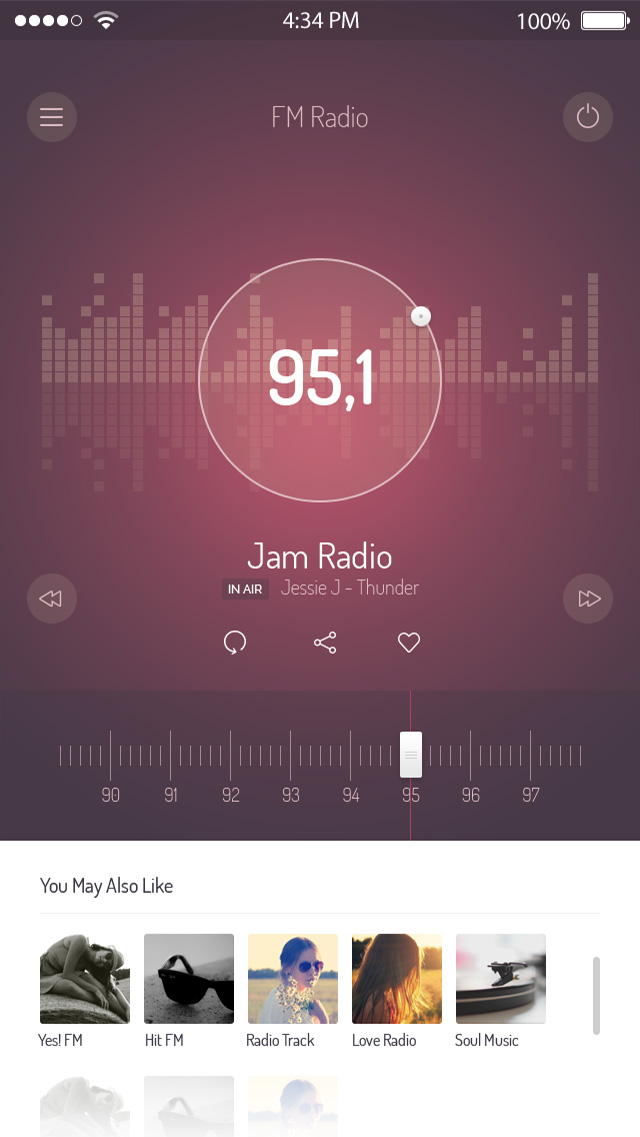 4:34 PM 100%
FM Radio
95,1
Jam Radio
IN AIR Jessie J - Thunder
90 91 92 93 94 95 96 97
You May Also Like
Yes! FM Hit FM Radio Track Love Radio Soul Music